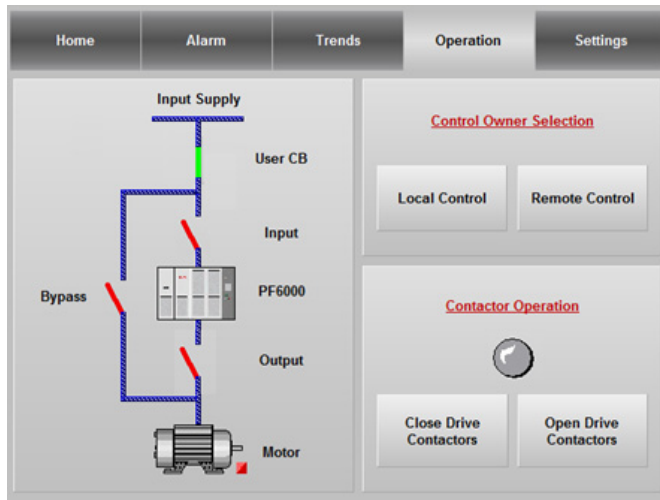 Home
Alarm
Trends
Operation
Settings
Input Supply
User CB
Input
Bypass
PF6000
Output
Motor
Control Owner Selection
Local Control
Remote Control
Contactor Operation
Close Drive
Contactors
Open Drive
Contactors